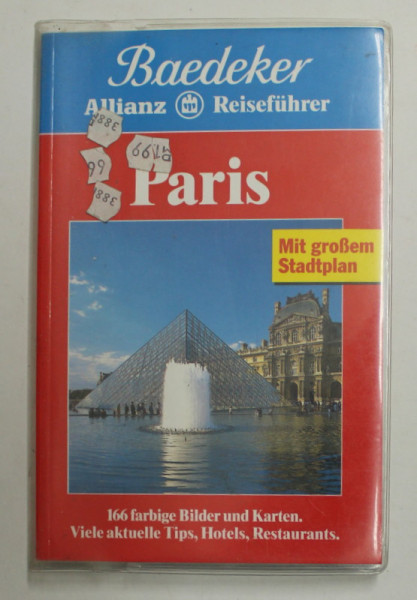 Baedeker
Allianz Reiseführer
Paris
Mit großem
Stadtplan
166 farbige Bilder und Karten.
Viele aktuelle Tips, Hotels, Restaurants.